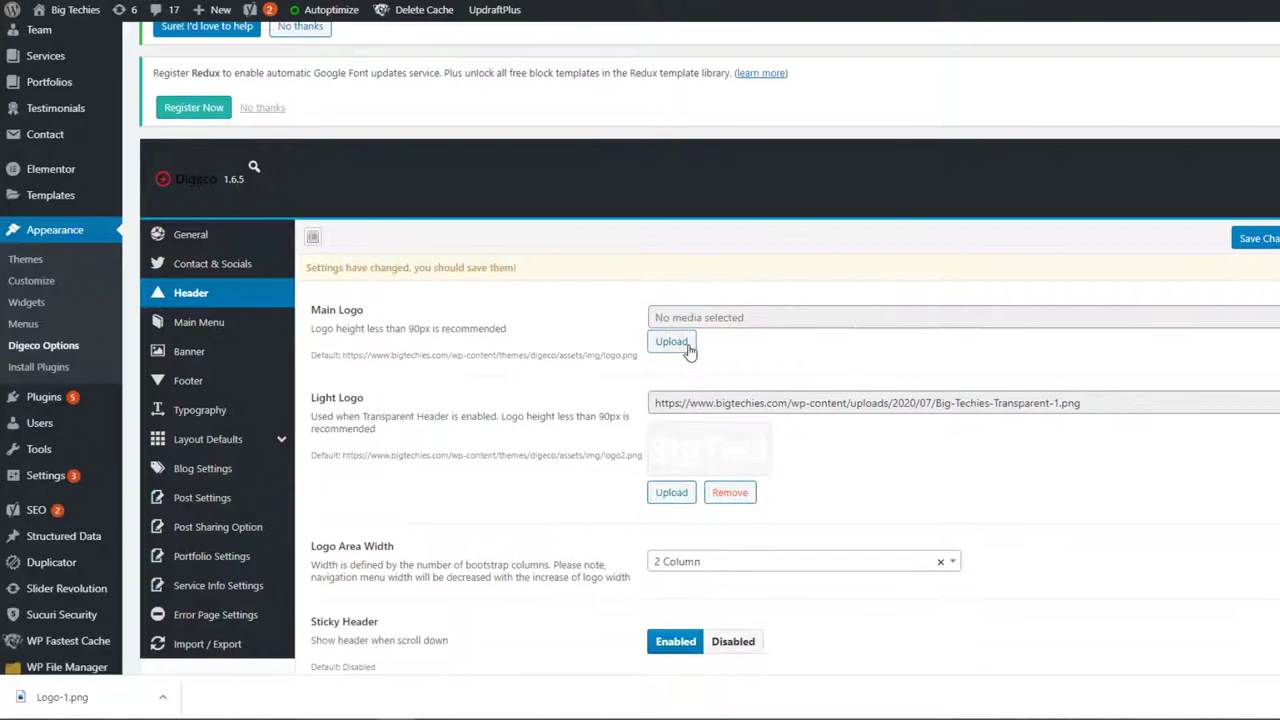 Big Techies 6 17 New 2 Autoptimize Delete Cache UpdraftPlus
Team
Services
Portfolios
Testimonials
Contact
Elementor
Templates
Appearance
Themes
Customize
Widgets
Menus
Digeco Options
Install Plugins
Plugins 5
Users
Tools
Settings 3
SEO 2
Structured Data
Duplicator
Slider Revolution
Sucuri Security
WP Fastest Cache
WP File Manager
Sure! I'd love to help No thanks
Register Redux to enable automatic Google Font updates service. Plus unlock all free block templates in the Redux template library. (learn more)
Register Now No thanks
Digeco 1.6.5
General
Contact & Socials
Header
Main Menu
Banner
Footer
Typography
Layout Defaults
Blog Settings
Post Settings
Post Sharing Option
Portfolio Settings
Service Info Settings
Error Page Settings
Import / Export
Save Cha
Settings have changed, you should save them!
Main Logo
Logo height less than 90px is recommended
Default: https://www.bigtechies.com/wp-content/themes/digeco/assets/img/logo.png
No media selected
Upload
Light Logo
Used when Transparent Header is enabled. Logo height less than 90px is
recommended
Default: https://www.bigtechies.com/wp-content/themes/digeco/assets/img/logo2.png
https://www.bigtechies.com/wp-content/uploads/2020/07/Big-Techies-Transparent-1.png
Upload Remove
Logo Area Width
Width is defined by the number of bootstrap columns. Please note,
navigation menu width will be decreased with the increase of logo width
2 Column
Sticky Header
Show header when scroll down
Default: Disabled
Enabled Disabled
Logo-1.png